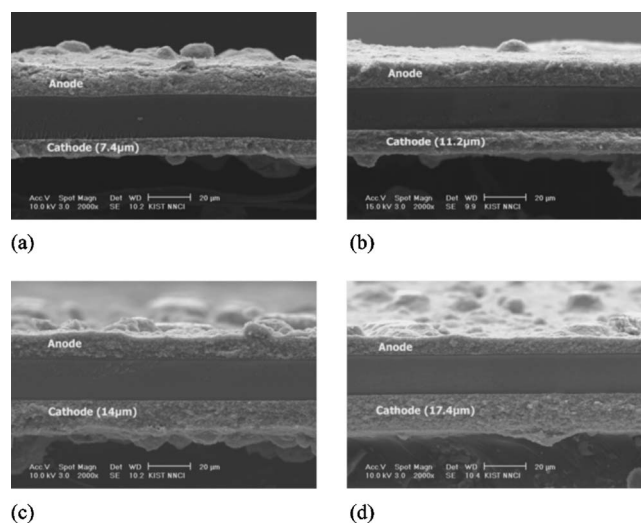 Anode
Cathode (7.4µm)
Acc.V Spot Magn Det WD 20 µm
10.0 kV 3.0 2000x SE 10.2 KJST NNCI
(a)
Anode
Cathode (11.2µm)
Acc.V Spot Magn Det WD 20 µm
15.0 kV 3.0 2000x SE 9.9 KJST NNCI
(b)
Anode
Cathode (14µm)
Acc.V Spot Magn Det WD 20 µm
10.0 kV 3.0 2000x SE 10.2 KJST NNCI
(c)
Anode
Cathode (17.4µm)
Acc.V Spot Magn Det WD 20 µm
10.0 kV 3.0 2000x SE 10.4 KJST NNCI
(d)